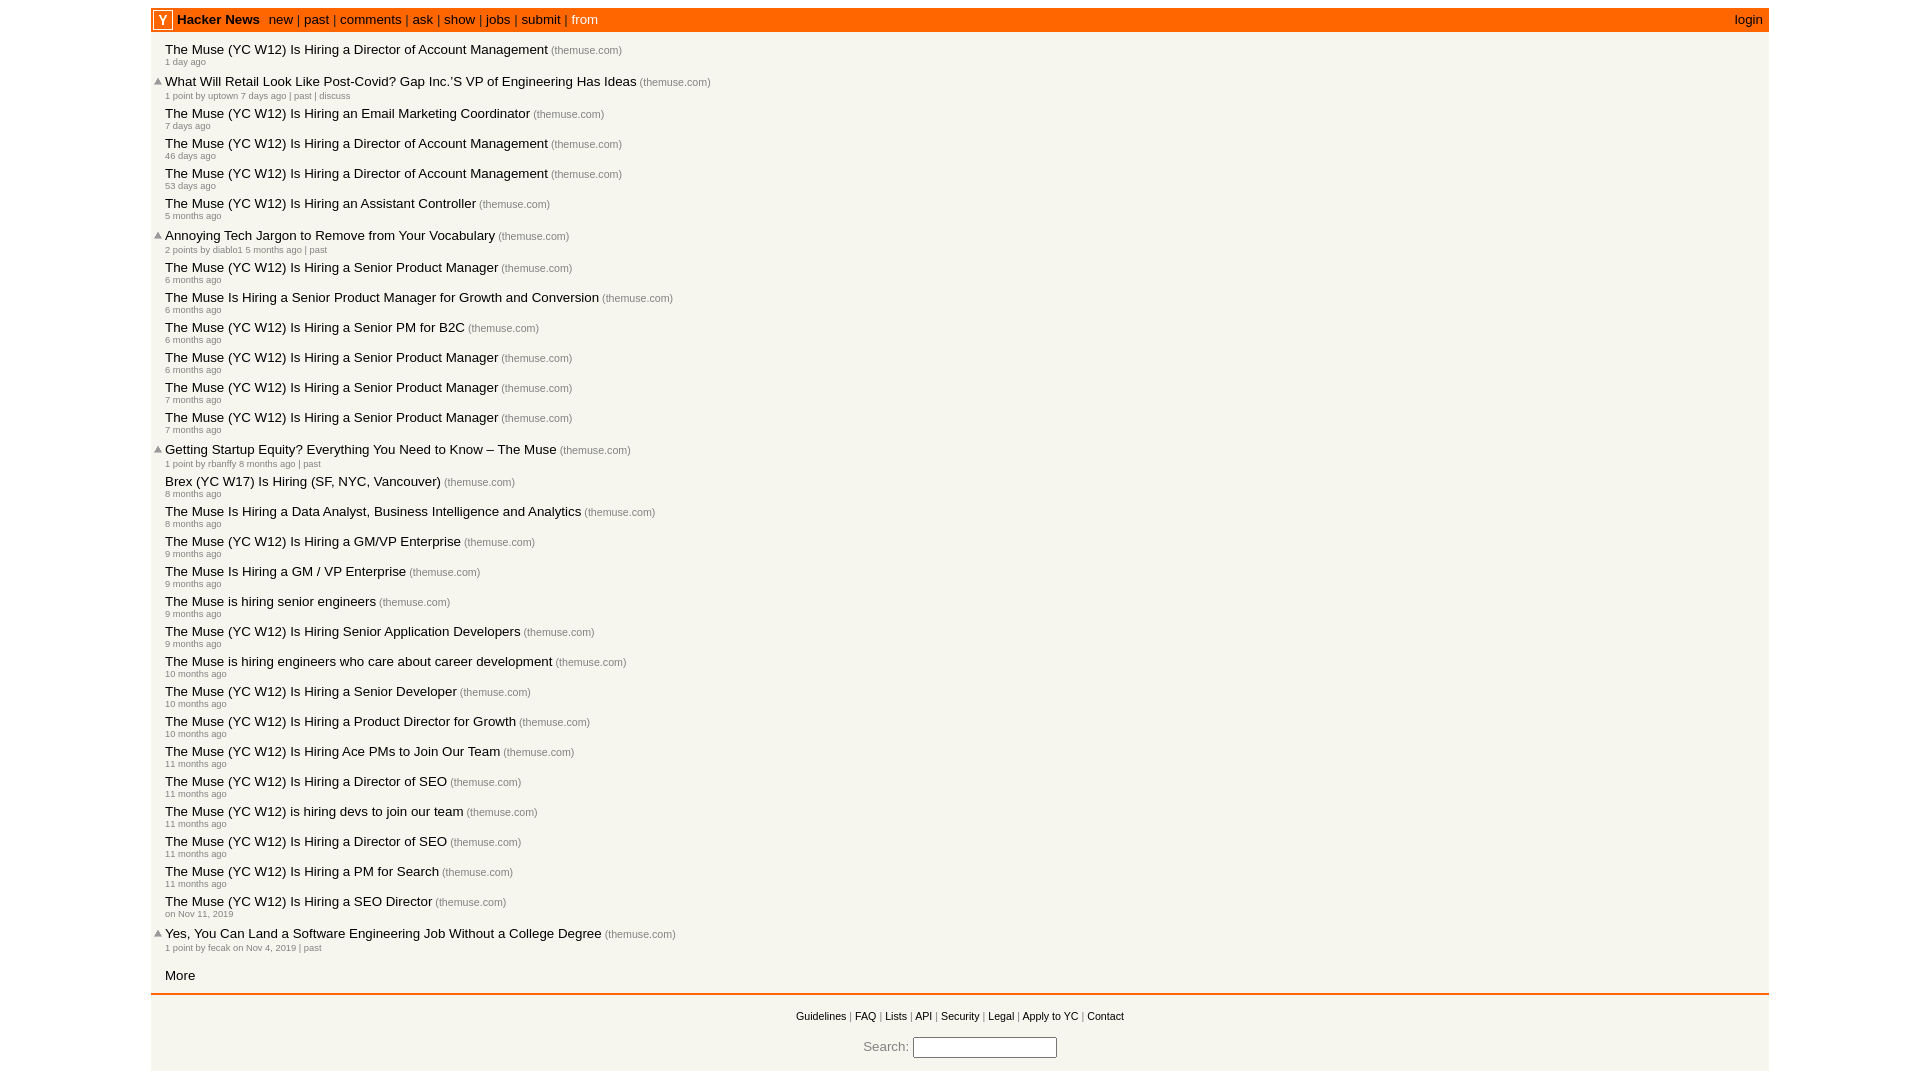 Y Hacker News new | past | comments | ask | show | jobs | submit | from login
The Muse (YC W12) Is Hiring a Director of Account Management (themuse.com)
1 day ago
What Will Retail Look Like Post-Covid? Gap Inc.’S VP of Engineering Has Ideas (themuse.com)
1 point by uptown 7 days ago | past | discuss
The Muse (YC W12) Is Hiring an Email Marketing Coordinator (themuse.com)
7 days ago
The Muse (YC W12) Is Hiring a Director of Account Management (themuse.com)
46 days ago
The Muse (YC W12) Is Hiring a Director of Account Management (themuse.com)
53 days ago
The Muse (YC W12) Is Hiring an Assistant Controller (themuse.com)
5 months ago
Annoying Tech Jargon to Remove from Your Vocabulary (themuse.com)
2 points by diablo1 5 months ago | past
The Muse (YC W12) Is Hiring a Senior Product Manager (themuse.com)
6 months ago
The Muse Is Hiring a Senior Product Manager for Growth and Conversion (themuse.com)
6 months ago
The Muse (YC W12) Is Hiring a Senior PM for B2C (themuse.com)
6 months ago
The Muse (YC W12) Is Hiring a Senior Product Manager (themuse.com)
6 months ago
The Muse (YC W12) Is Hiring a Senior Product Manager (themuse.com)
7 months ago
The Muse (YC W12) Is Hiring a Senior Product Manager (themuse.com)
7 months ago
Getting Startup Equity? Everything You Need to Know – The Muse (themuse.com)
1 point by rbanffy 8 months ago | past
Brex (YC W17) Is Hiring (SF, NYC, Vancouver) (themuse.com)
8 months ago
The Muse Is Hiring a Data Analyst, Business Intelligence and Analytics (themuse.com)
8 months ago
The Muse (YC W12) Is Hiring a GM/VP Enterprise (themuse.com)
9 months ago
The Muse Is Hiring a GM / VP Enterprise (themuse.com)
9 months ago
The Muse is hiring senior engineers (themuse.com)
9 months ago
The Muse (YC W12) Is Hiring Senior Application Developers (themuse.com)
9 months ago
The Muse is hiring engineers who care about career development (themuse.com)
10 months ago
The Muse (YC W12) Is Hiring a Senior Developer (themuse.com)
10 months ago
The Muse (YC W12) Is Hiring a Product Director for Growth (themuse.com)
10 months ago
The Muse (YC W12) Is Hiring Ace PMs to Join Our Team (themuse.com)
11 months ago
The Muse (YC W12) Is Hiring a Director of SEO (themuse.com)
11 months ago
The Muse (YC W12) is hiring devs to join our team (themuse.com)
11 months ago
The Muse (YC W12) Is Hiring a Director of SEO (themuse.com)
11 months ago
The Muse (YC W12) Is Hiring a PM for Search (themuse.com)
11 months ago
The Muse (YC W12) Is Hiring a SEO Director (themuse.com)
on Nov 11, 2019
Yes, You Can Land a Software Engineering Job Without a College Degree (themuse.com)
1 point by fecak on Nov 4, 2019 | past
More
Guidelines | FAQ | Lists | API | Security | Legal | Apply to YC | Contact
Search: